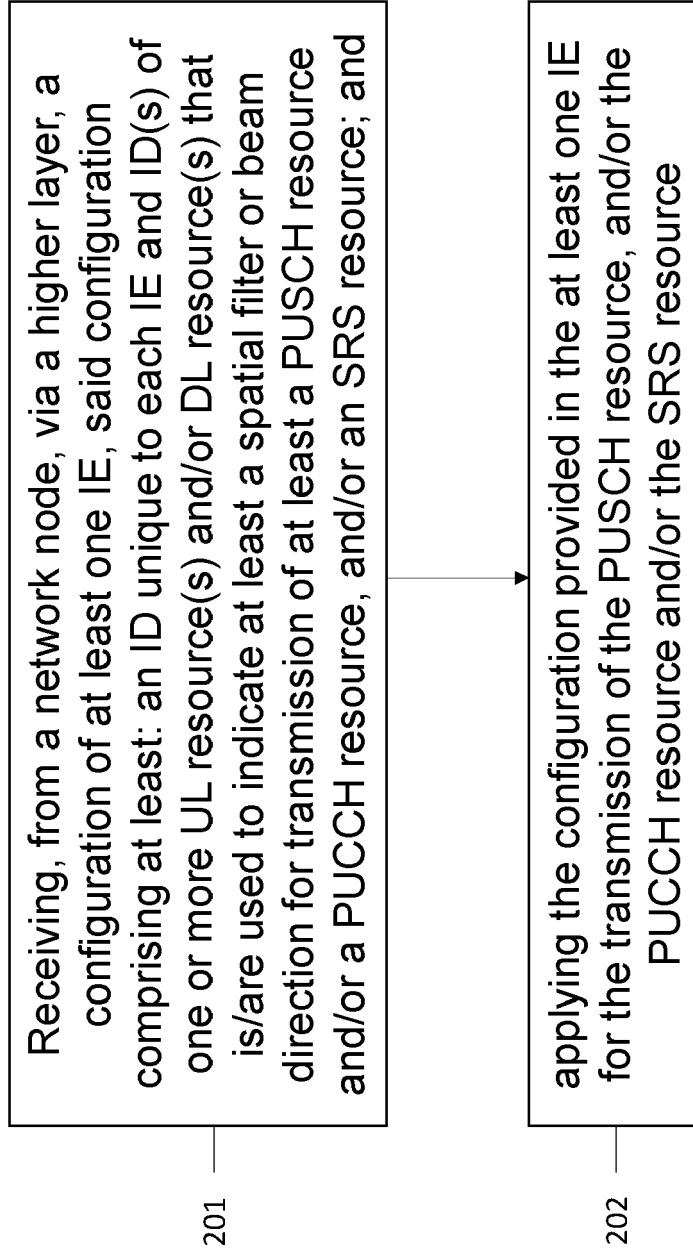 201
Receiving, from a network node, via a higher layer, a
configuration of at least one IE, said configuration
comprising at least: an ID unique to each IE and ID(s) of
one or more UL resource(s) and/or DL resource(s) that
is/are used to indicate at least a spatial filter or beam
direction for transmission of at least a PUSCH resource
and/or a PUCCH resource, and/or an SRS resource; and
202
applying the configuration provided in the at least one IE
for the transmission of the PUSCH resource, and/or the
PUCCH resource and/or the SRS resource